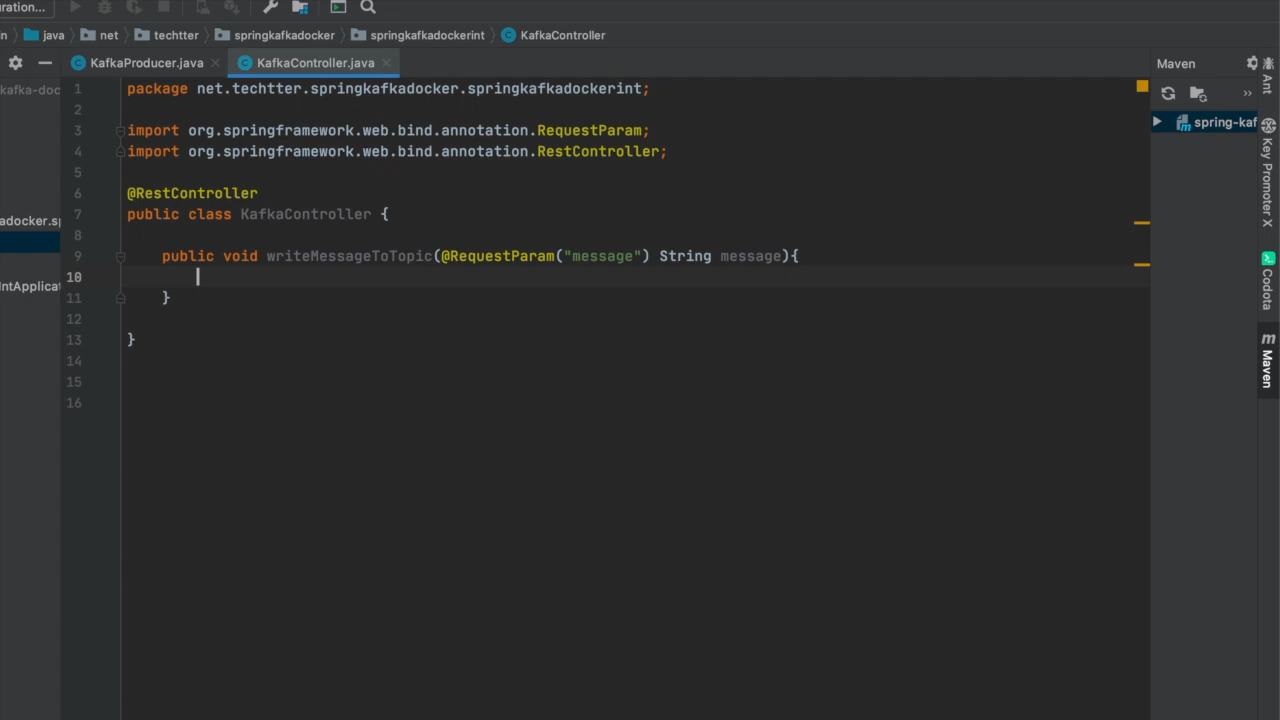 uration...
n java net techtter springkafkadocker springkafkadockerint KafkaController
KafkaProducer.java KafkaController.java Maven
kafka-doc
spring-kaf
adocker.sp
IntApplicat
1 package net.techtter.springkafkadocker.springkafkadockerint;
2
3 import org.springframework.web.bind.annotation.RequestParam;
4 import org.springframework.web.bind.annotation.RestController;
5
6 @RestController
7 public class KafkaController {
8
9 public void writeMessageToTopic(@RequestParam("message") String message){
10
11 }
12
13 }
14
15
16
Ant
Key Promoter X
Codota
m Maven